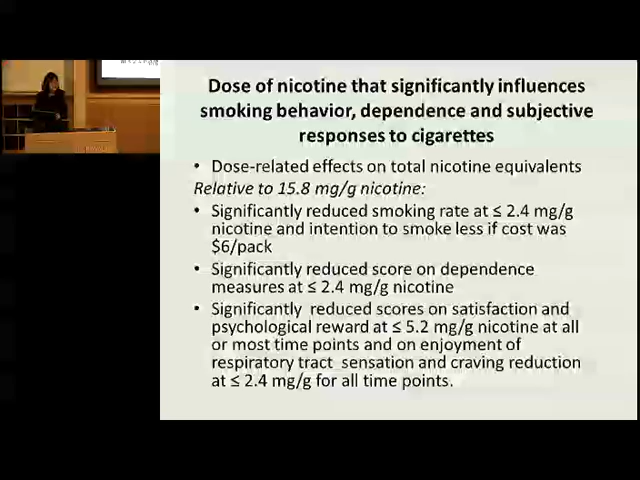 Dose of nicotine that significantly influences
smoking behavior, dependence and subjective
responses to cigarettes
• Dose-related effects on total nicotine equivalents
Relative to 15.8 mg/g nicotine:
• Significantly reduced smoking rate at ≤ 2.4 mg/g
nicotine and intention to smoke less if cost was
$6/pack
• Significantly reduced score on dependence
measures at ≤ 2.4 mg/g nicotine
• Significantly  reduced scores on satisfaction and
psychological reward at ≤ 5.2 mg/g nicotine at all
or most time points and on enjoyment of
respiratory tract  sensation and craving reduction
at ≤ 2.4 mg/g for all time points.